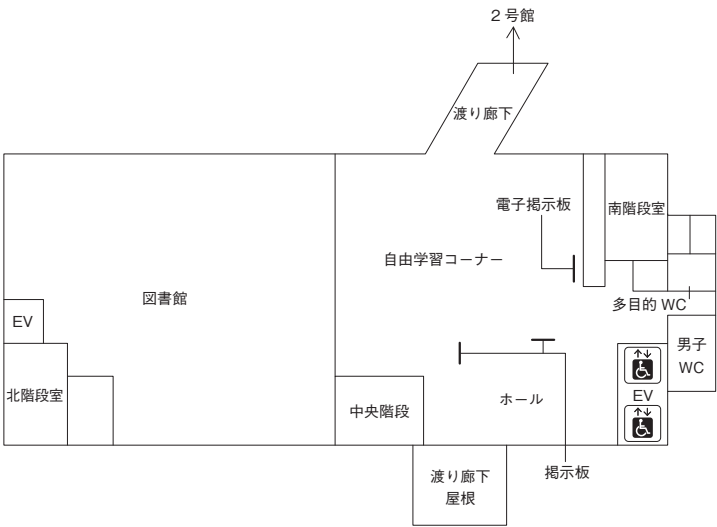 ２号館
渡り廊下
電子掲示板
南階段室
自由学習コーナー
図書館
多目的 WC
EV
男子
WC
北階段室
EV
中央階段
ホール
掲示板
渡り廊下
屋根